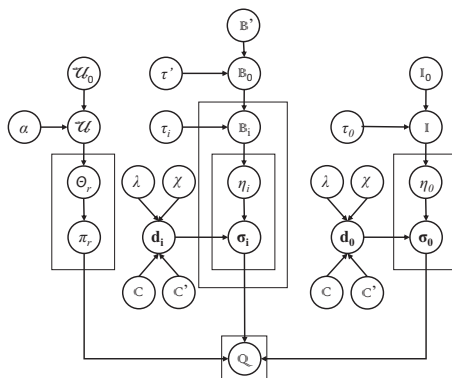 𝔹'
𝒰₀ τ' 𝔹₀ 𝕀₀
α 𝒰 τᵢ 𝔹ᵢ τ₀ 𝕀
Θᵣ λ χ ηᵢ λ χ η₀
πᵣ dᵢ σᵢ d₀ σ₀
ℂ ℂ' ℂ ℂ'
ℚ